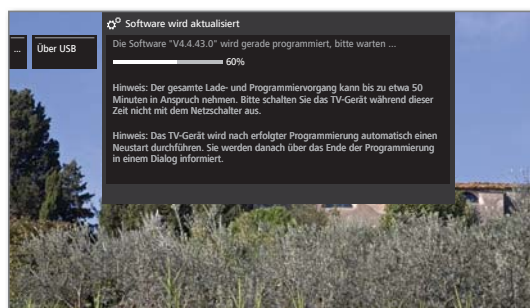 Software wird aktualisiert
... Über USB
Die Software "V4.4.43.0" wird gerade programmiert, bitte warten ...
60%
Hinweis: Der gesamte Lade- und Programmiervorgang kann bis zu etwa 50
Minuten in Anspruch nehmen. Bitte schalten Sie das TV-Gerät während dieser
Zeit nicht mit dem Netzschalter aus.
Hinweis: Das TV-Gerät wird nach erfolgter Programmierung automatisch einen
Neustart durchführen. Sie werden danach über das Ende der Programmierung
in einem Dialog informiert.